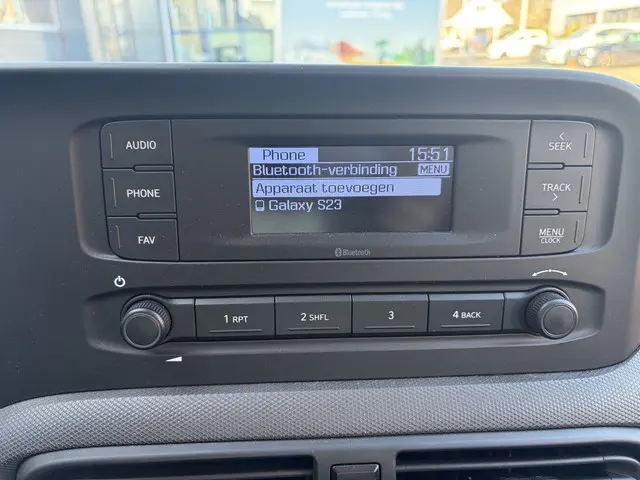 AUDIO
PHONE
FAV
Phone 15:51
Bluetooth-verbinding MENU
Apparaat toevoegen
Galaxy S23
Bluetooth
SEEK
TRACK
MENU
CLOCK
1 RPT
2 SHFL
3
4 BACK